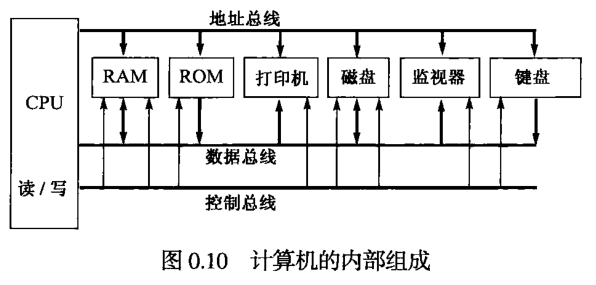 地址总线
RAM ROM 打印机 磁盘 监视器 键盘
CPU
数据总线
读/写
控制总线
图 0.10 计算机的内部组成